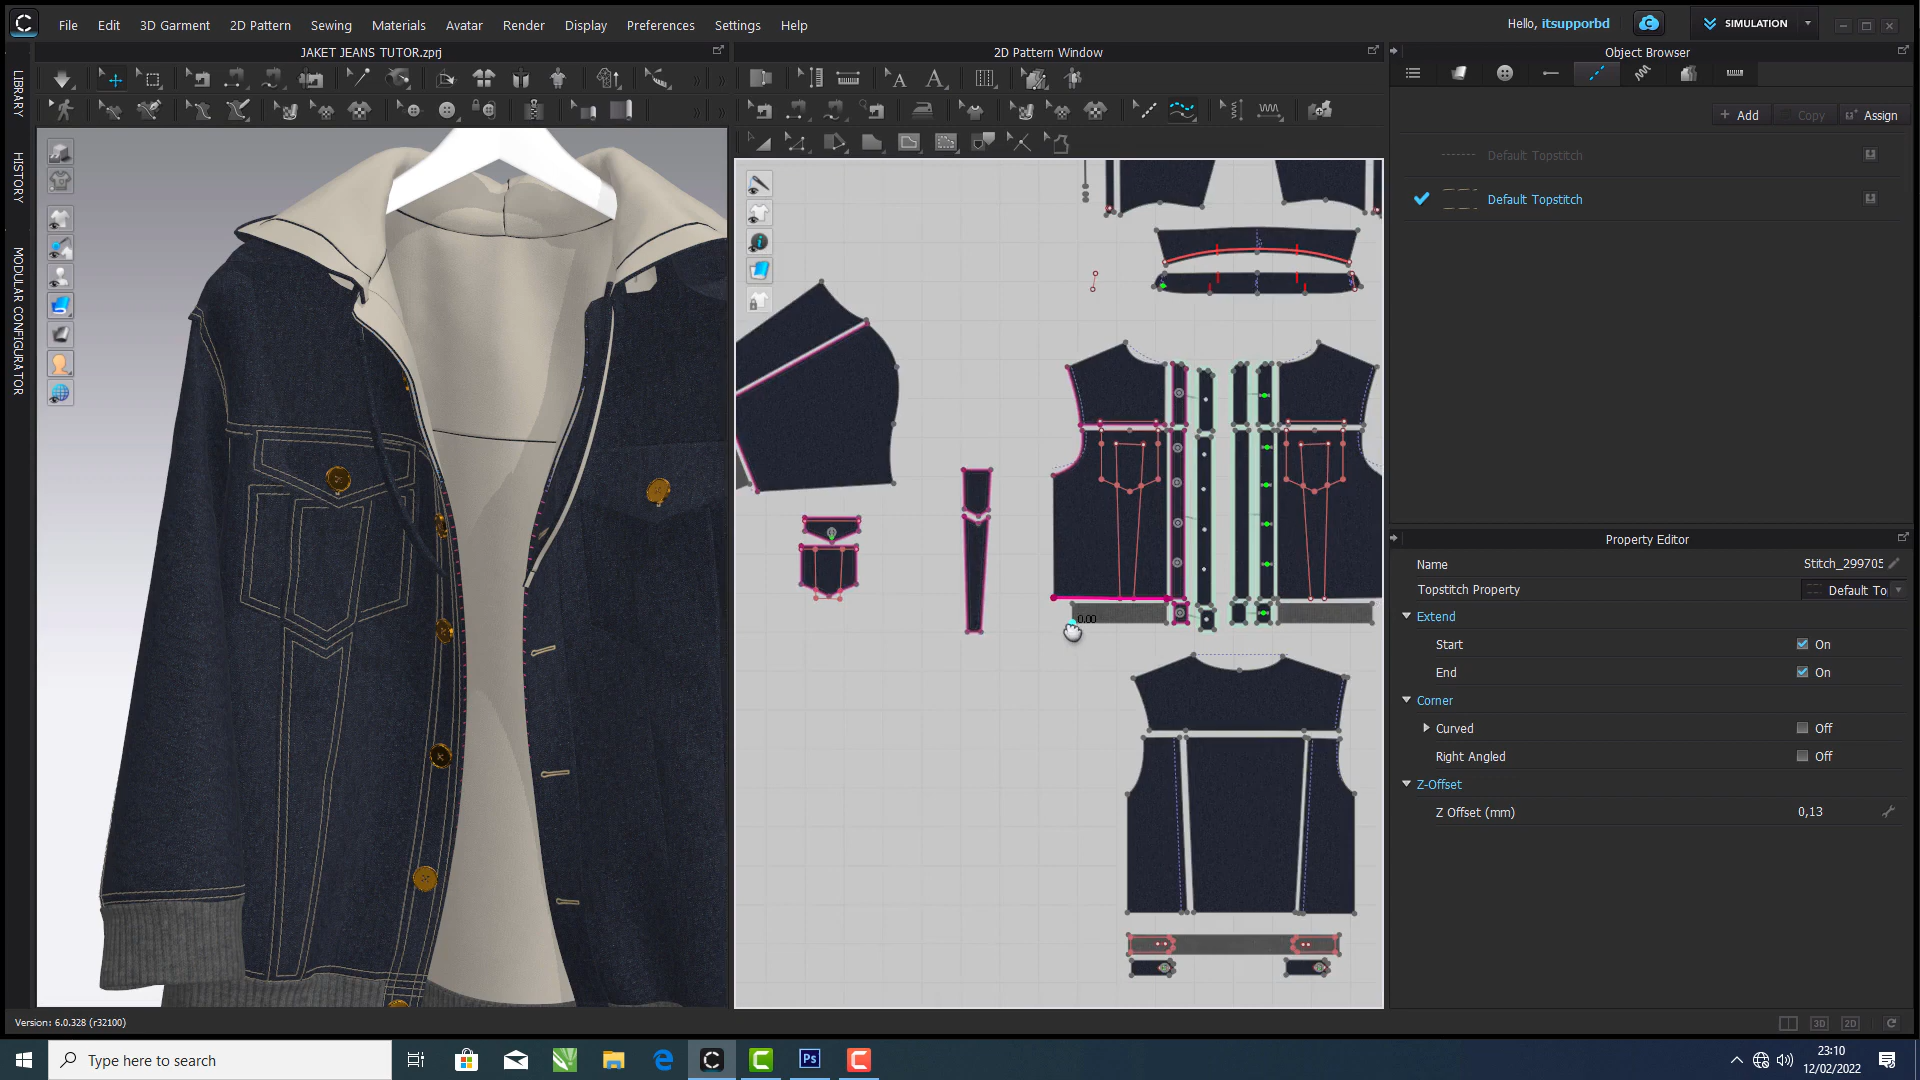 File Edit 3D Garment 2D Pattern Sewing Materials Avatar Render Display Preferences Settings Help
Hello, itsupporbd
SIMULATION
JAKET JEANS TUTOR.zprj
2D Pattern Window
Object Browser
LIBRARY
HISTORY
MODULAR CONFIGURATOR
+ Add
Copy
Assign
Default Topstitch
Default Topstitch
0.00
Property Editor
Name Stitch_299705
Topstitch Property Default To
Extend
Start On
End On
Corner
Curved Off
Right Angled Off
Z-Offset
Z Offset (mm) 0,13
Version: 6.0.328 (r32100)
3D
2D
Type here to search
Ps
23:10
12/02/2022